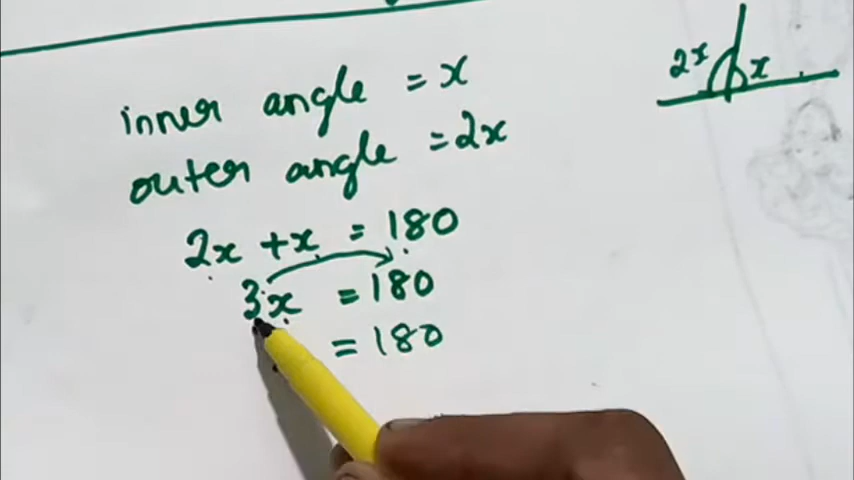 inner angle = x
outer angle = 2x
2x + x = 180
3x = 180
= 180
2x x